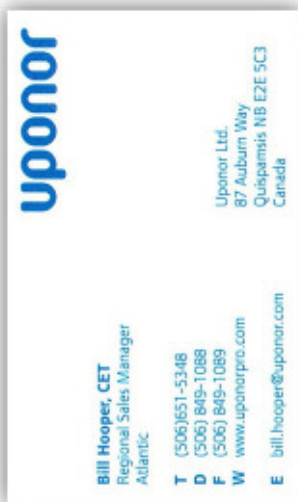 uponor
Bill Hooper, CET
Regional Sales Manager
Atlantic
T (506)651-5348
D (506) 849-1088
F (506) 849-1089
W www.uponorpro.com
E bill.hooper@uponor.com
Uponor Ltd.
87 Auburn Way
Quispamsis NB E2E 5C3
Canada